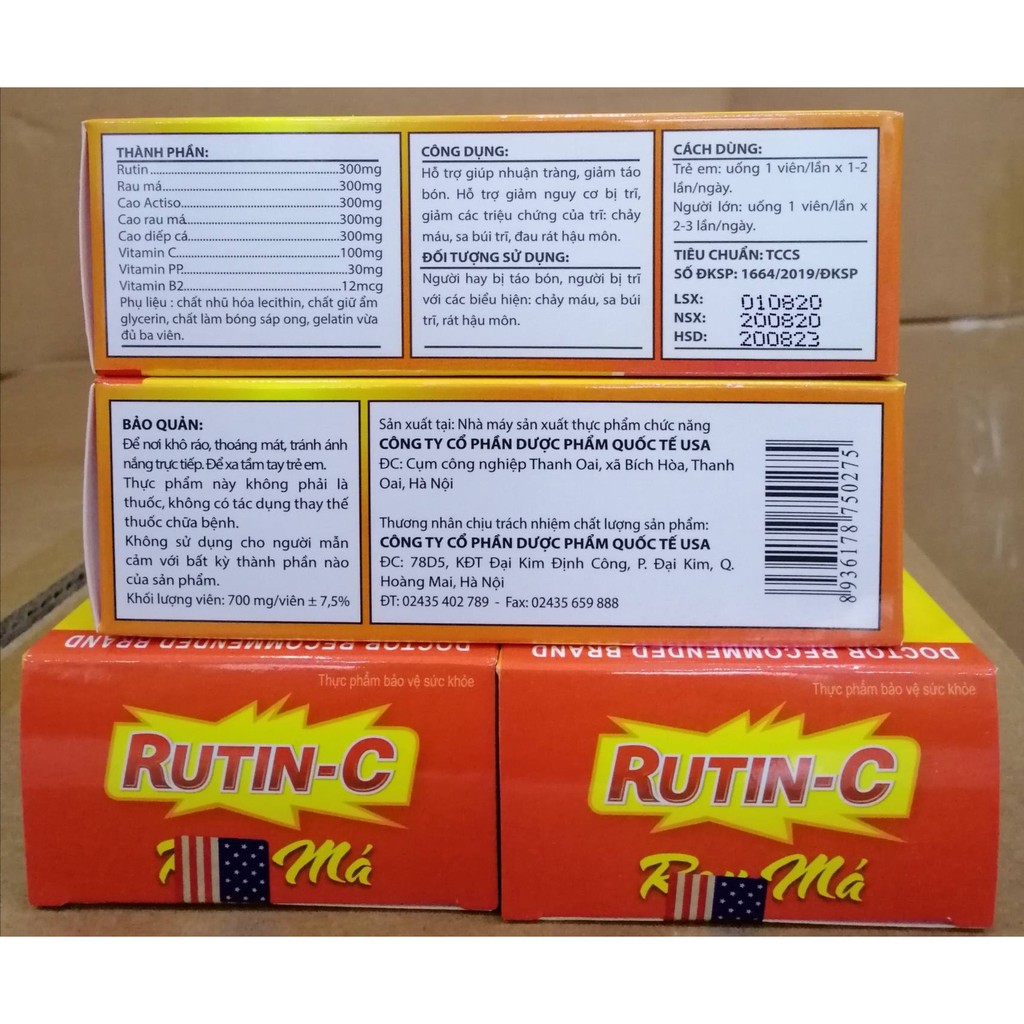 THÀNH PHẦN:
Rutin...............................................300mg
Rau má............................................300mg
Cao Actiso.......................................300mg
Cao rau má......................................300mg
Cao diếp cá.....................................300mg
Vitamin C........................................100mg
Vitamin PP........................................30mg
Vitamin B2.......................................12mcg
Phụ liệu : chất nhũ hóa lecithin, chất giữ ẩm
glycerin, chất làm bóng sáp ong, gelatin vừa
đủ ba viên.
CÔNG DỤNG:
Hỗ trợ giúp nhuận tràng, giảm táo
bón. Hỗ trợ giảm nguy cơ bị trĩ,
giảm các triệu chứng của trĩ: chảy
máu, sa búi trĩ, đau rát hậu môn.
ĐỐI TƯỢNG SỬ DỤNG:
Người hay bị táo bón, người bị trĩ
với các biểu hiện: chảy máu, sa búi
trĩ, rát hậu môn.
CÁCH DÙNG:
Trẻ em: uống 1 viên/lần x 1-2
lần/ngày.
Người lớn: uống 1 viên/lần x
2-3 lần/ngày.
TIÊU CHUẨN: TCCS
SỐ ĐKSP: 1664/2019/ĐKSP
LSX: 010820
NSX: 200820
HSD: 200823
BẢO QUẢN:
Để nơi khô ráo, thoáng mát, tránh ánh
nắng trực tiếp. Để xa tầm tay trẻ em.
Thực phẩm này không phải là
thuốc, không có tác dụng thay thế
thuốc chữa bệnh.
Không sử dụng cho người mẫn
cảm với bất kỳ thành phần nào
của sản phẩm.
Khối lượng viên: 700 mg/viên ± 7,5%
Sản xuất tại: Nhà máy sản xuất thực phẩm chức năng
CÔNG TY CỔ PHẦN DƯỢC PHẨM QUỐC TẾ USA
ĐC: Cụm công nghiệp Thanh Oai, xã Bích Hòa, Thanh
Oai, Hà Nội
Thương nhân chịu trách nhiệm chất lượng sản phẩm:
CÔNG TY CỔ PHẦN DƯỢC PHẨM QUỐC TẾ USA
ĐC: 78D5, KĐT Đại Kim Định Công, P. Đại Kim, Q.
Hoàng Mai, Hà Nội
ĐT: 02435 402 789 - Fax: 02435 659 888
8 936178 750275
DOCTOR RECOMMENDED BRAND
DOCTOR RECOMMENDED BRAND
Thực phẩm bảo vệ sức khỏe
RUTIN-C
Má
Thực phẩm bảo vệ sức khỏe
RUTIN-C
Rau Má